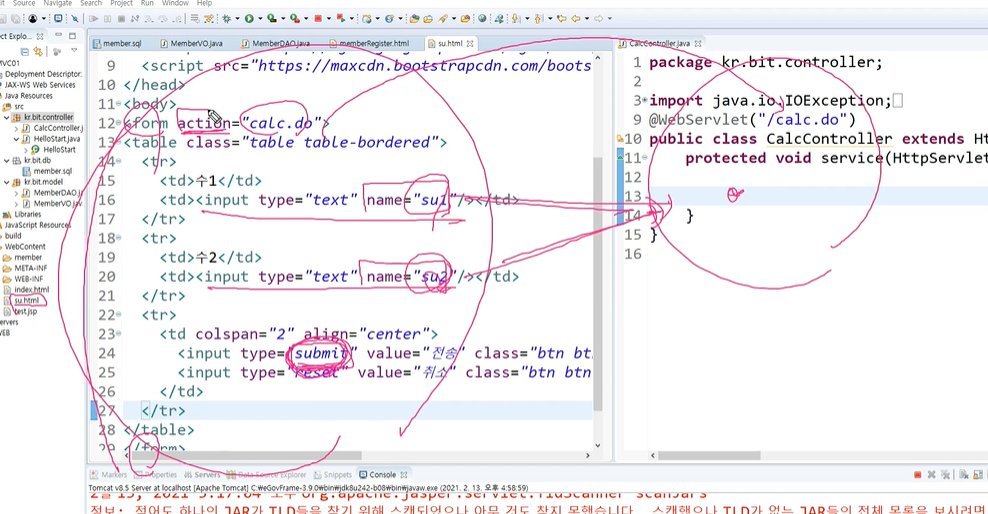 Source Navigate Search Project Run Window Help
member.sql MemberVO.java MemberDAO.java memberRegister.html su.html CalcController.java
Deployment Descriptor:
JAX-WS Web Services
Java Resources
src
kr.bit.controller
CalcController.j
HelloStart.java
HelloStart
kr.bit.db
member.sql
kr.bit.model
MemberDAO.j
MemberVO.jav
Libraries
JavaScript Resources
build
WebContent
member
META-INF
WEB-INF
index.html
su.html
test.jsp
9 <script src="https://maxcdn.bootstrapcdn.com/boots
10 </head>
11 <body>
12 <form action="calc.do">
13 <table class="table table-bordered">
14 <tr>
15 <td>수1</td>
16 <td><input type="text" name="su1"/></td>
17 </tr>
18 <tr>
19 <td>수2</td>
20 <td><input type="text" name="su2"/></td>
21 </tr>
22 <tr>
23 <td colspan="2" align="center">
24 <input type="submit" value="전송" class="btn bt
25 <input type="reset" value="취소" class="btn btn
26 </td>
27 </tr>
28 </table>
29 </form>
1 package kr.bit.controller;
2
3 import java.io.IOException;
9 @WebServlet("/calc.do")
10 public class CalcController extends Ht
11 protected void service(HttpServlet
12
13
14 }
15 }
16
Markers Properties Servers Data Source Explorer Snippets Console
Tomcat v8.5 Server at localhost [Apache Tomcat] C:₩eGovFrame-3.9.0₩bin₩jdk8u242-b08₩bin₩javaw.exe (2021. 2. 13. 오후 4:58:59)
2월 13, 2021 5:17:04 오후 org.apache.jasper.servlet.TldScanner scanJars
정보: 적어도 하나의 JAR가 TLD들을 찾기 위해 스캔되었으나 아무 것도 찾지 못했습니다. 스캔했으나 TLD가 없는 JAR들의 전체 목록을 보시려면